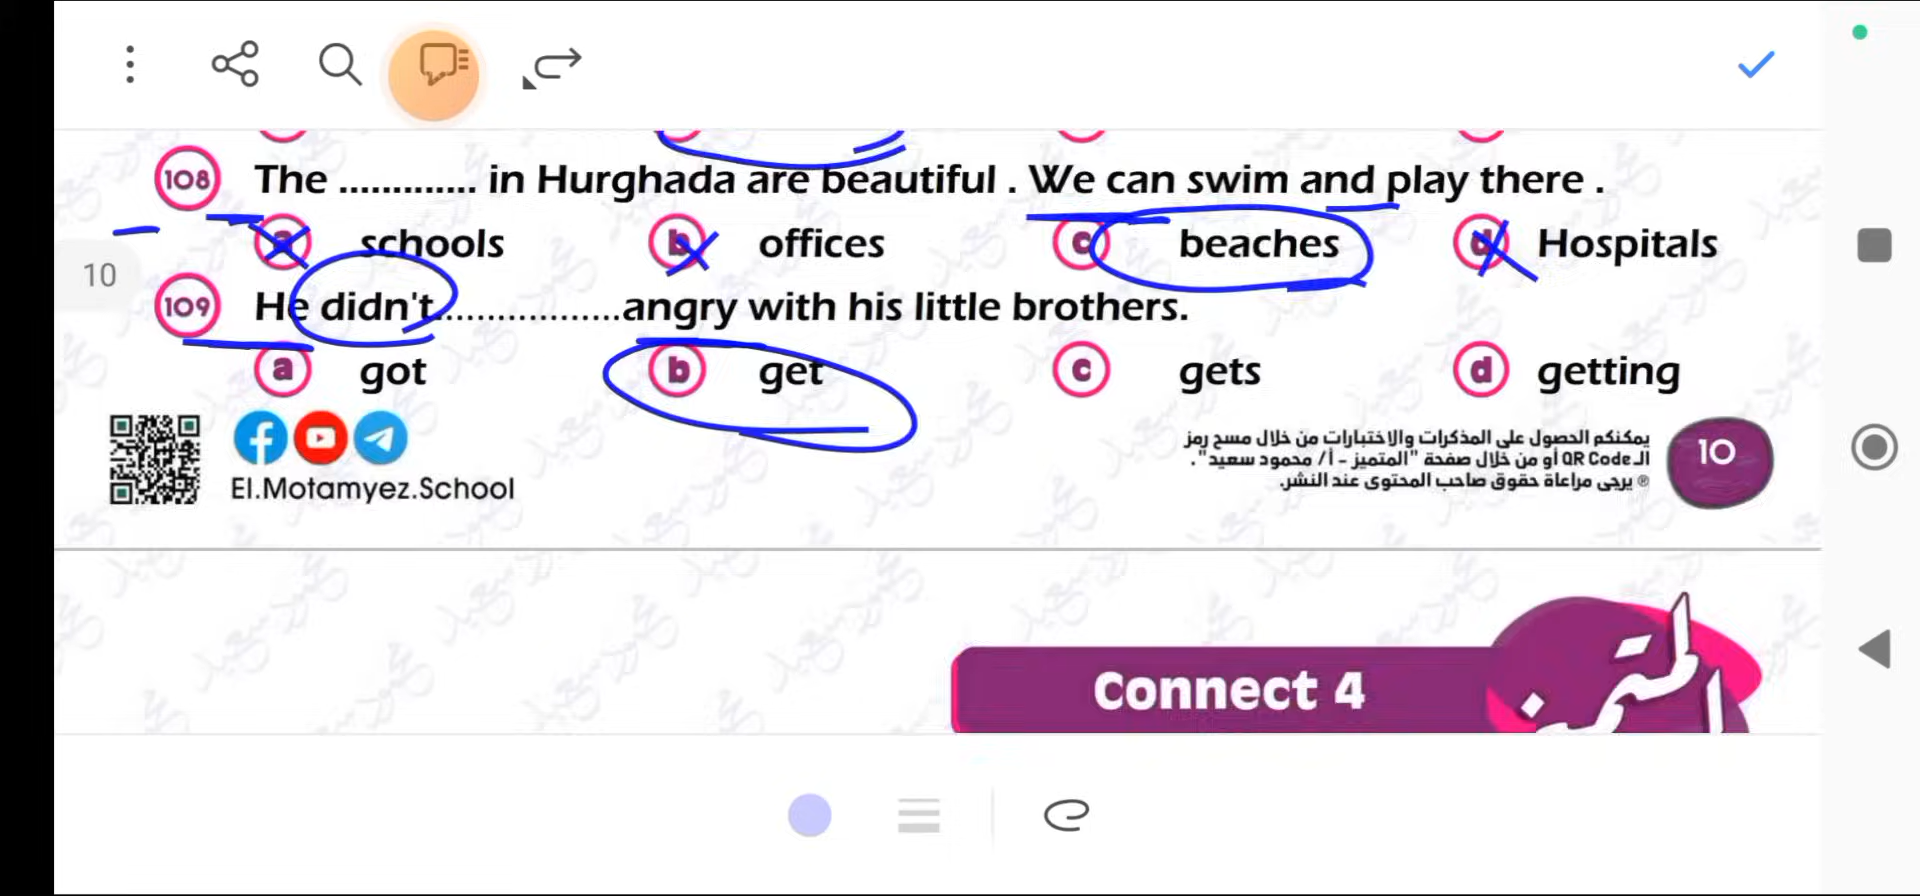 108 The ............. in Hurghada are beautiful . We can swim and play there .
a schools b offices c beaches d Hospitals
10
109 He didn't.................angry with his little brothers.
a got b get c gets d getting
El.Motamyez.School
يمكنكم الحصول على المذكرات والاختبارات من خلال مسح رمز
الـ QR Code أو من خلال صفحة "المتميز - أ/ محمود سعيد".
® يرجى مراعاة حقوق صاحب المحتوى عند النشر.
10
Connect 4
المتميز